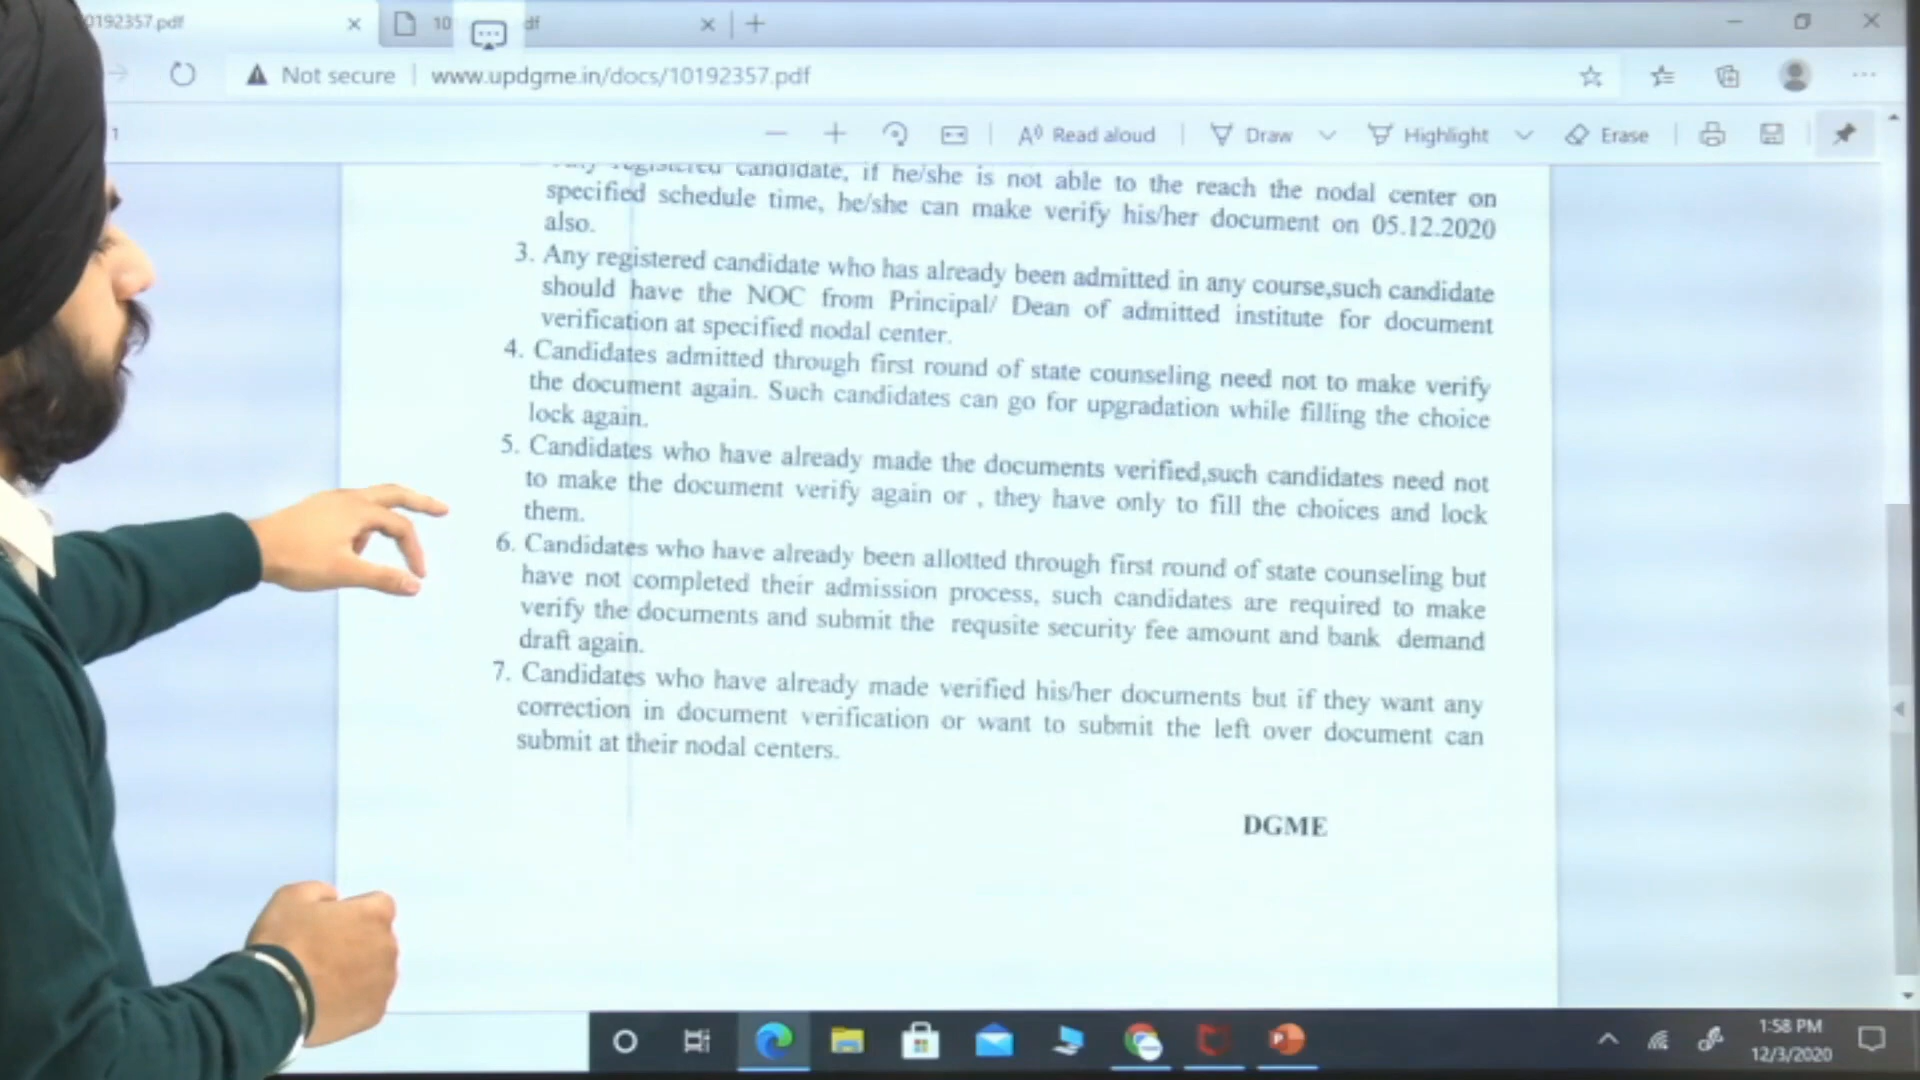 0192357.pdf
10 df
Not secure www.updgme.in/docs/10192357.pdf
1
Read aloud Draw Highlight Erase
candidate, if he/she is not able to the reach the nodal center on
specified schedule time, he/she can make verify his/her document on 05.12.2020
also.
3. Any registered candidate who has already been admitted in any course,such candidate
should have the NOC from Principal/ Dean of admitted institute for document
verification at specified nodal center.
4. Candidates admitted through first round of state counseling need not to make verify
the document again. Such candidates can go for upgradation while filling the choice
lock again.
5. Candidates who have already made the documents verified,such candidates need not
to make the document verify again or , they have only to fill the choices and lock
them.
6. Candidates who have already been allotted through first round of state counseling but
have not completed their admission process, such candidates are required to make
verify the documents and submit the requsite security fee amount and bank demand
draft again.
7. Candidates who have already made verified his/her documents but if they want any
correction in document verification or want to submit the left over document can
submit at their nodal centers.
DGME
1:58 PM
12/3/2020